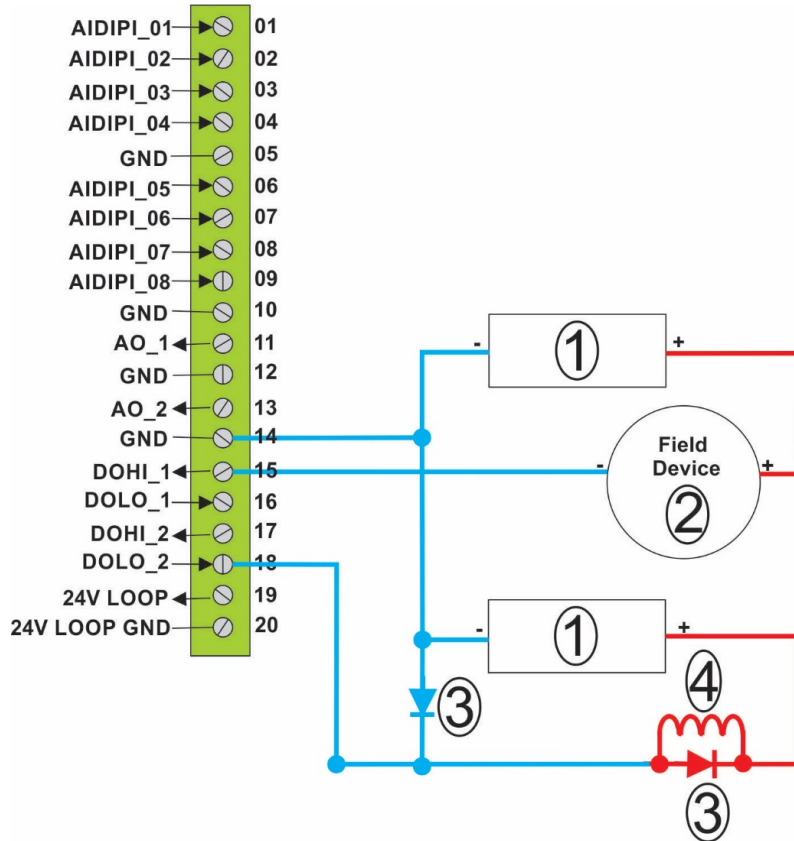 AIDIPI_01 01
AIDIPI_02 02
AIDIPI_03 03
AIDIPI_04 04
GND 05
AIDIPI_05 06
AIDIPI_06 07
AIDIPI_07 08
AIDIPI_08 09
GND 10
AO_1 11
GND 12
AO_2 13
GND 14
DOHI_1 15
DOLO_1 16
DOHI_2 17
DOLO_2 18
24V LOOP 19
24V LOOP GND 20
- 1 +
Field
Device
- +
2
- 1 +
4
3
3